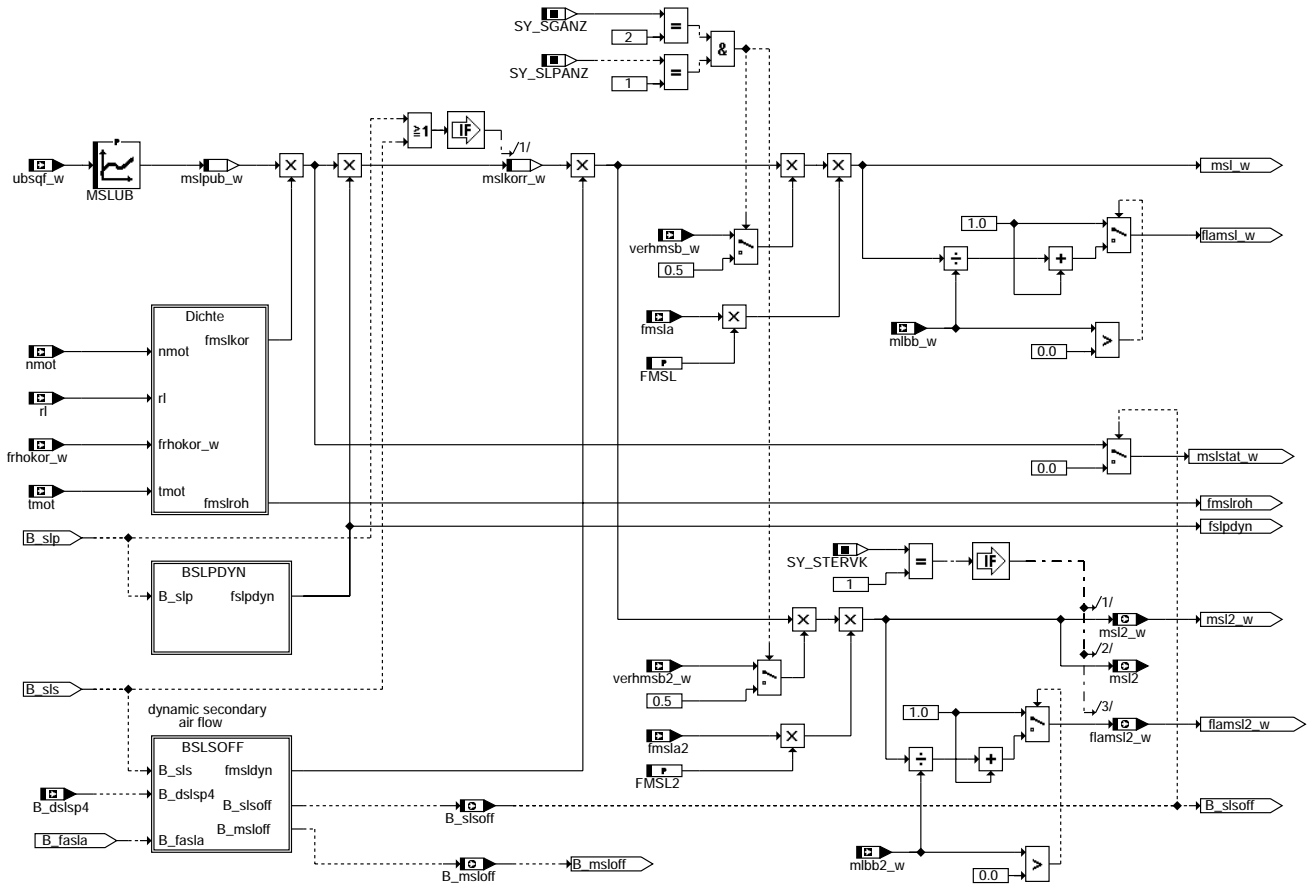 SY_SGANZ
=
2
&
SY_SLPANZ
=
1
≥1
IF
/1/
P
ubsqf_w
MSLUB
mslpub_w
mslkorr_w
msl_w
1.0
flamsl_w
verhmsb_w
0.5
÷
+
Dichte
fmslkor
fmsla
nmot
nmot
mlbb_w
>
0.0
P
FMSL
rl
rl
frhokor_w
frhokor_w
0.0
mslstat_w
tmot
tmot
fmslroh
fmslroh
B_slp
fslpdyn
SY_STERVK
=
IF
1
BSLPDYN
B_slp
fslpdyn
/1/
msl2_w
msl2_w
/2/
msl2
verhmsb2_w
0.5
B_sls
dynamic secondary
air flow
1.0
/3/
flamsl2_w
flamsl2_w
fmsla2
P
FMSL2
÷
+
BSLSOFF
B_sls
fmsldyn
B_dslsp4
B_dslsp4
B_slsoff
B_slsoff
B_slsoff
B_msloff
B_fasla
B_fasla
B_msloff
B_msloff
mlbb2_w
>
0.0